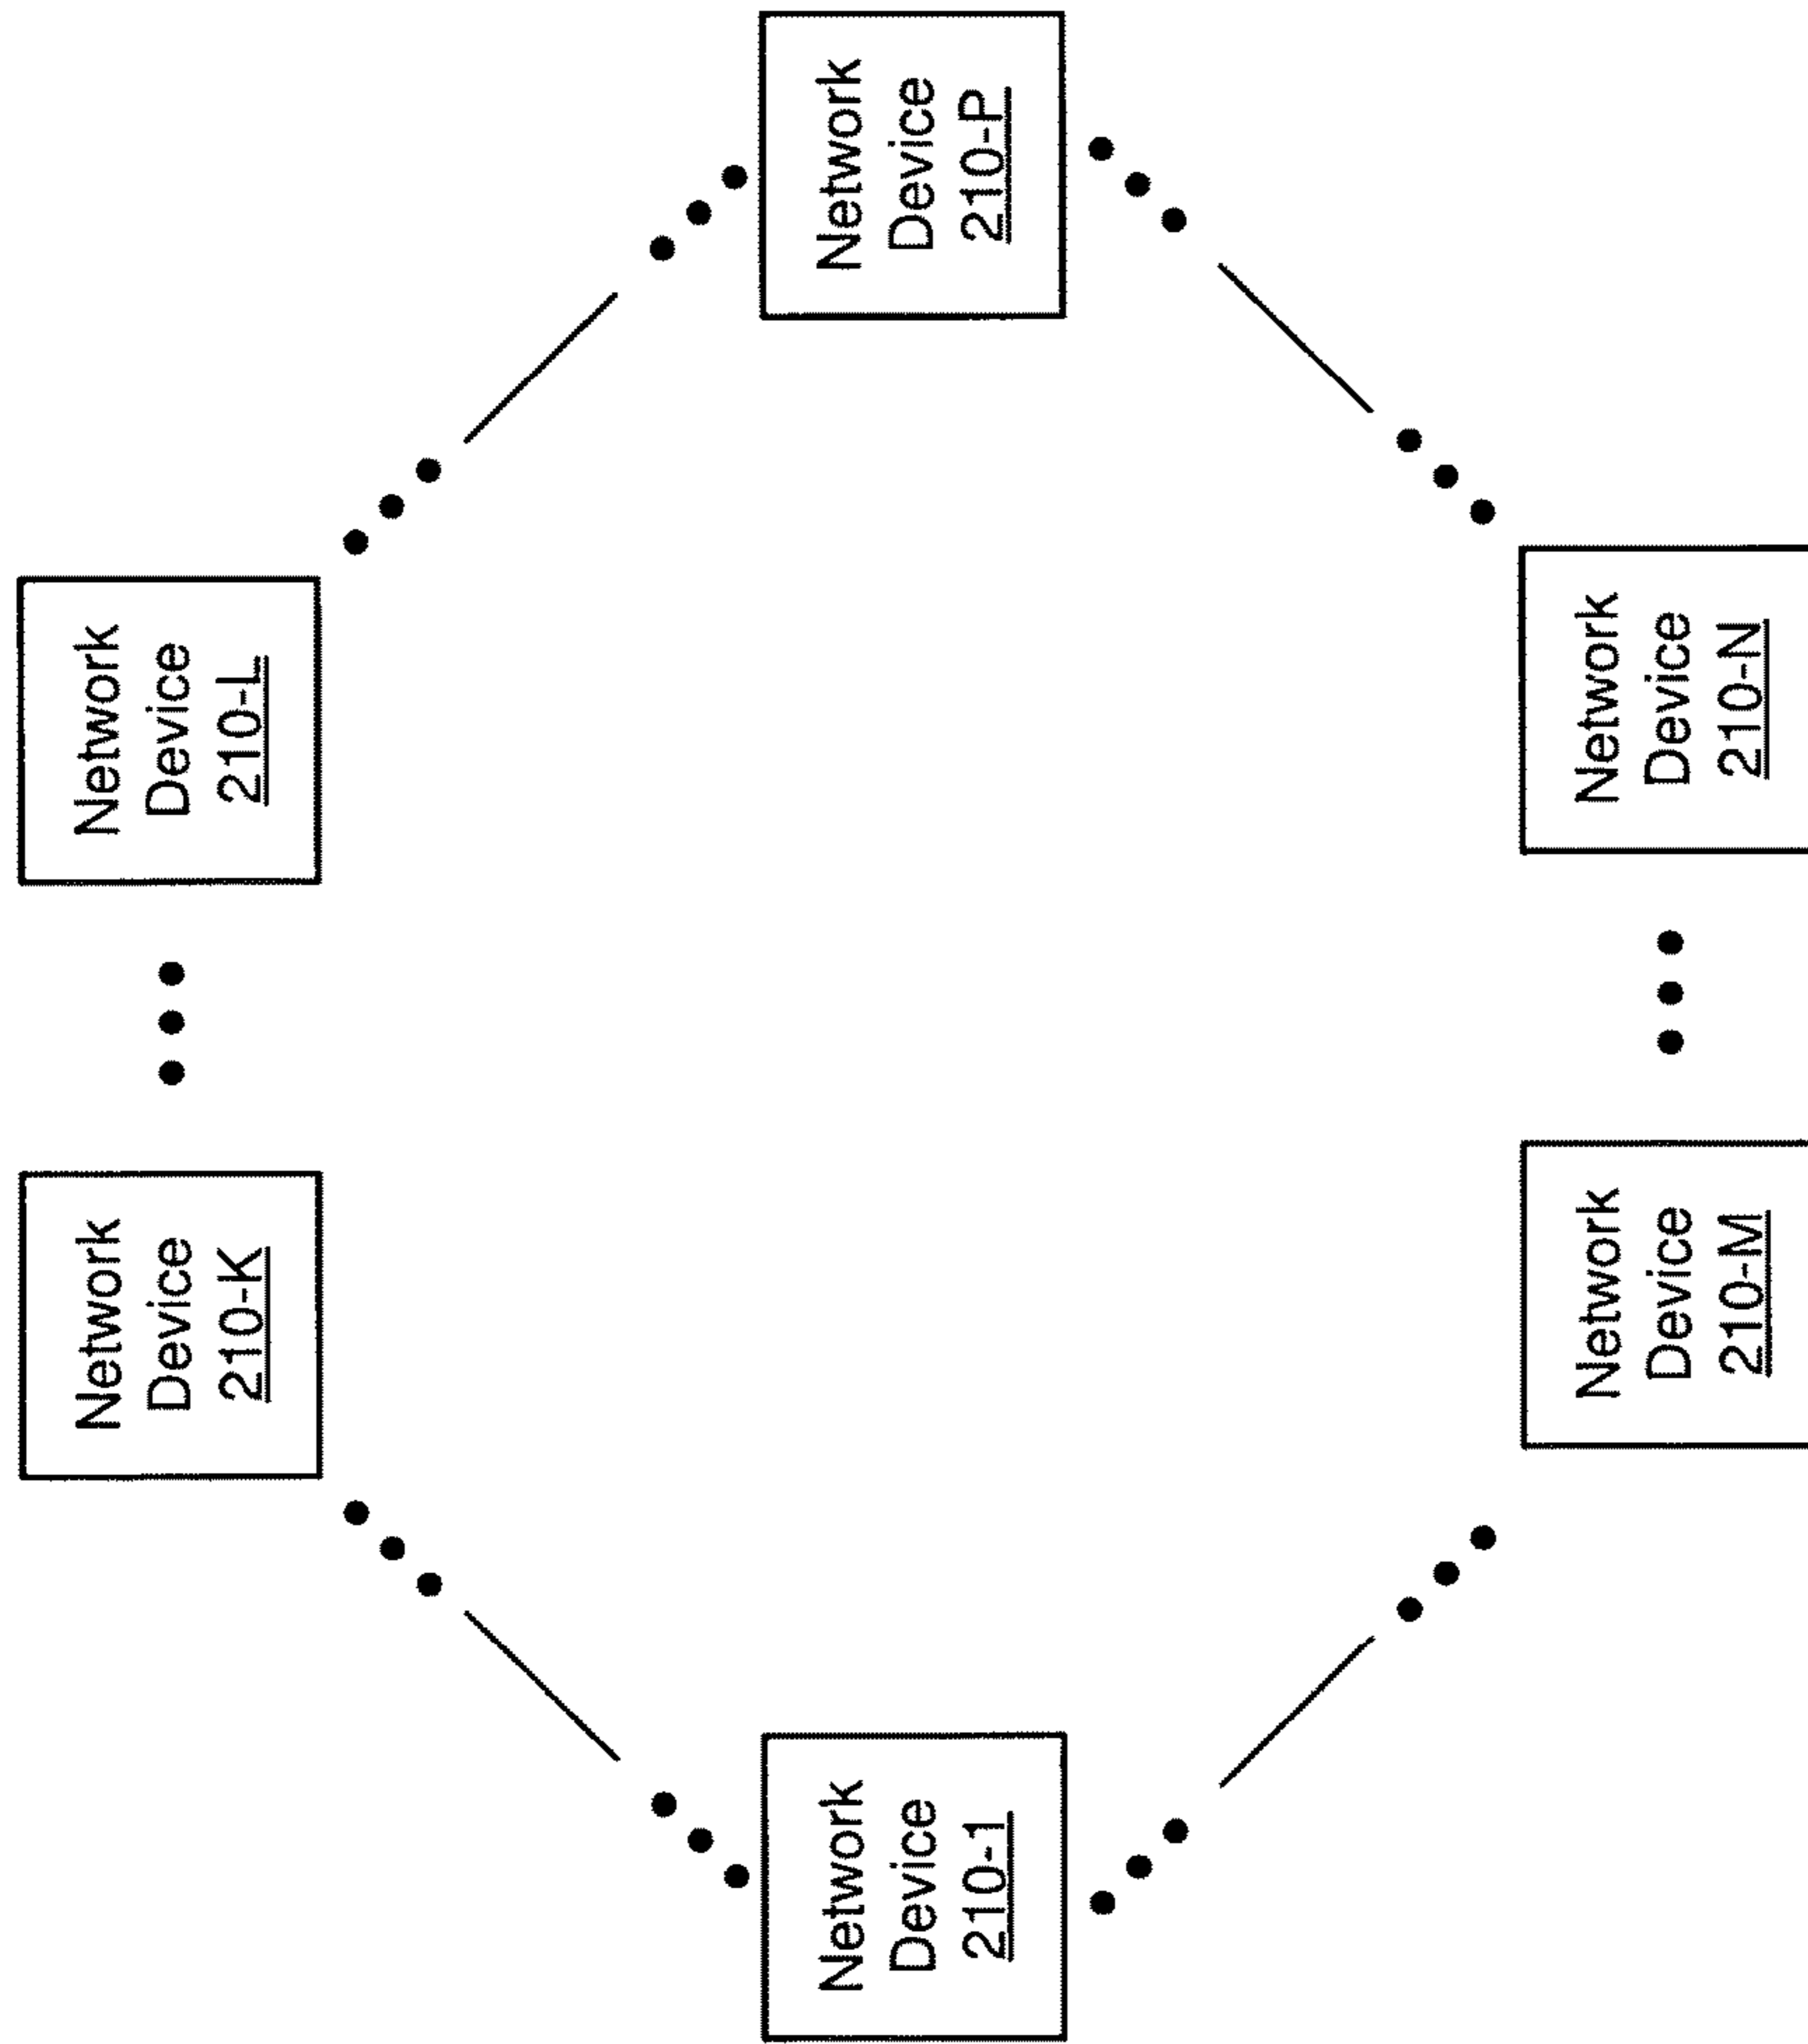 Network
Device
210-K
Network
Device
210-L
Network
Device
210-1
Network
Device
210-P
Network
Device
210-M
Network
Device
210-N